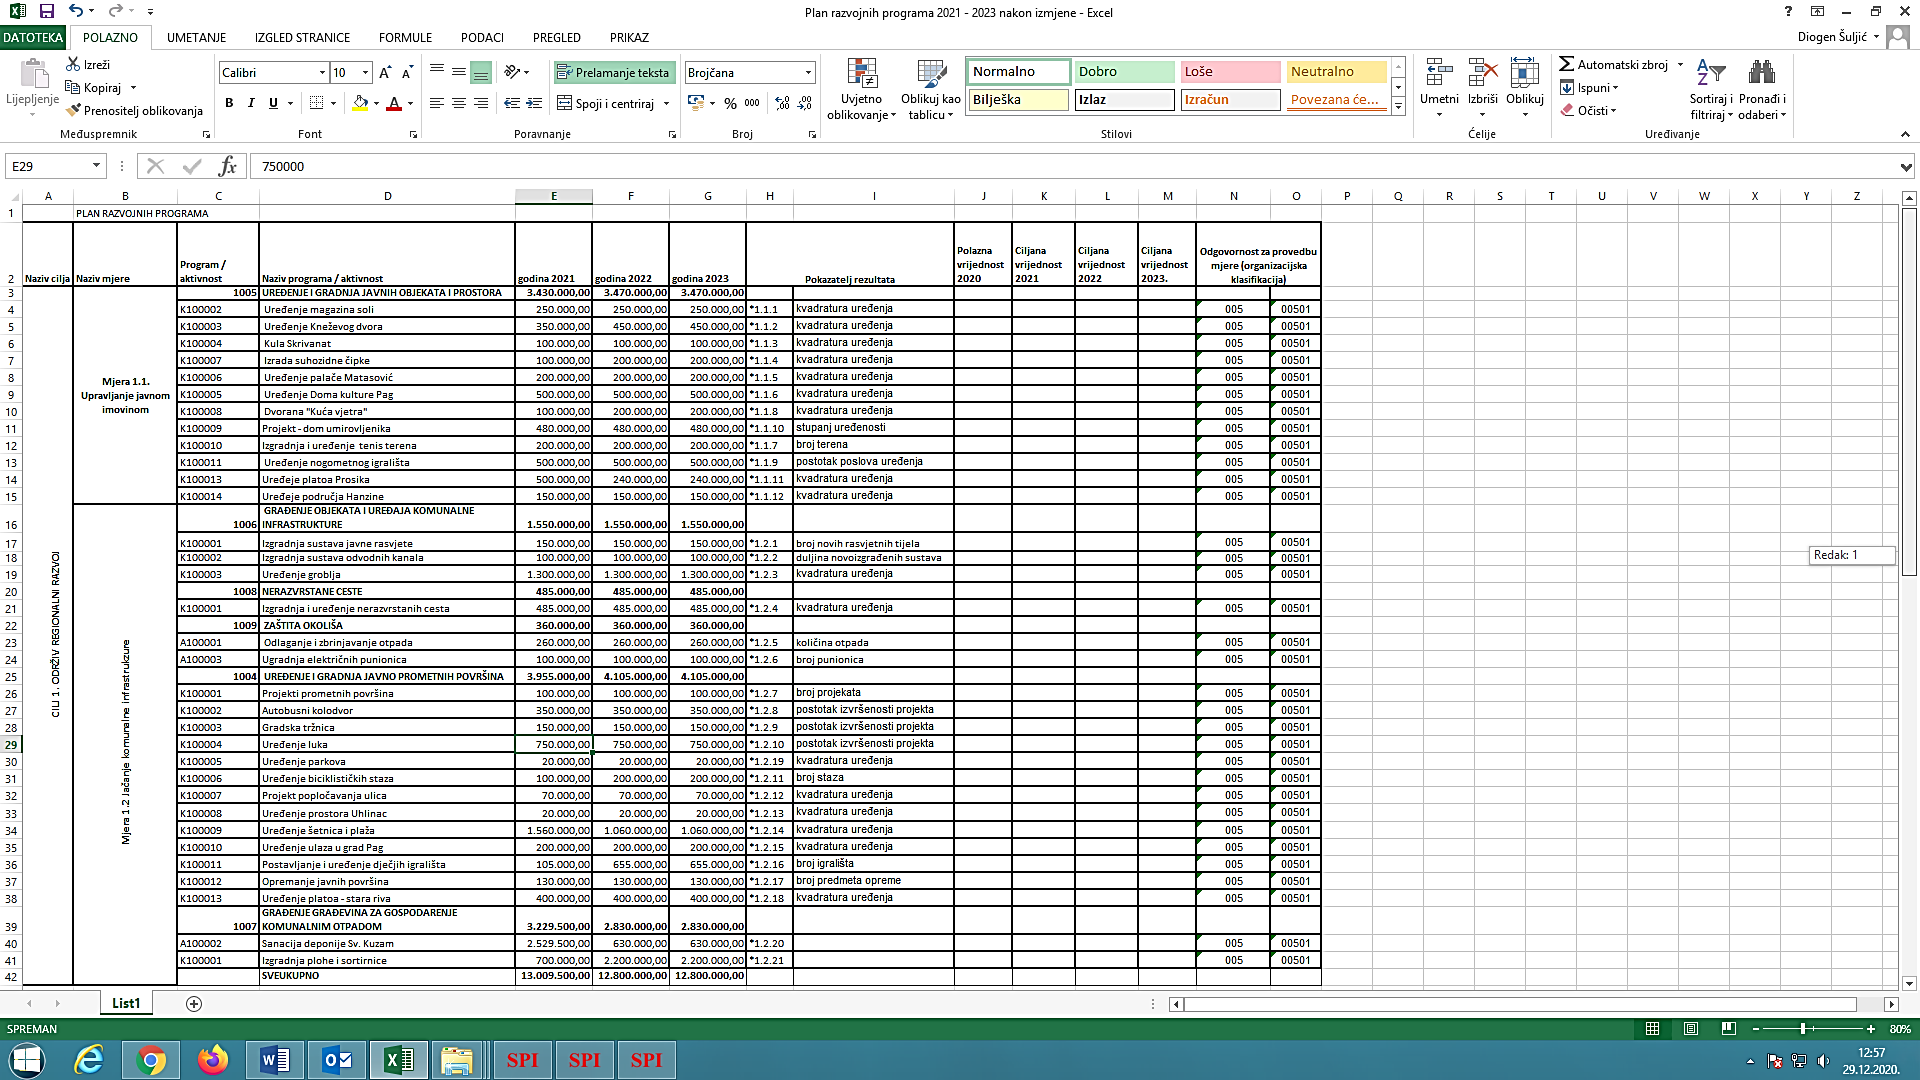 Plan razvojnih programa 2021 - 2023 nakon izmjene - Excel
DATOTEKA POLAZNO UMETANJE IZGLED STRANICE FORMULE PODACI PREGLED PRIKAZ Diogen Šuljić
Lijepljenje Izreži Kopiraj Prenositelj oblikovanja
Calibri 10 B I U A A A
Prelamanje teksta Spoji i centriraj
Brojčana % 000
Uvjetno oblikovanje Oblikuj kao tablicu
Normalno Dobro Loše Neutralno
Bilješka Izlaz Izračun Povezana će...
Umetni Izbriši Oblikuj
Automatski zbroj Ispuni Očisti
Sortiraj i filtriraj Pronađi i odaberi
Međuspremnik Font Poravnanje Broj Stilovi Ćelije Uređivanje
E29 fx 750000
A B C D E F G H I J K L M N O P Q R S T U V W X Y Z
1 PLAN RAZVOJNIH PROGRAMA
2 Naziv cilja Naziv mjere Program / aktivnost Naziv programa / aktivnost godina 2021 godina 2022 godina 2023 Pokazatelj rezultata Polazna vrijednost 2020 Ciljana vrijednost 2021 Ciljana vrijednost 2022 Ciljana vrijednost 2023. Odgovornost za provedbu mjere (organizacijska klasifikacija)
CILJ 1. ODRŽIV REGIONALNI RAZVOJ
Mjera 1.1. Upravljanje javnom imovinom
3 1005 UREĐENJE I GRADNJA JAVNIH OBJEKATA I PROSTORA 3.430.000,00 3.470.000,00 3.470.000,00
4 K100002 Uređenje magazina soli 250.000,00 250.000,00 250.000,00 *1.1.1 kvadratura uređenja 005 00501
5 K100003 Uređenje Kneževog dvora 350.000,00 450.000,00 450.000,00 *1.1.2 kvadratura uređenja 005 00501
6 K100004 Kula Skrivanat 100.000,00 100.000,00 100.000,00 *1.1.3 kvadratura uređenja 005 00501
7 K100007 Izrada suhozidne čipke 100.000,00 200.000,00 200.000,00 *1.1.4 kvadratura uređenja 005 00501
8 K100006 Uređenje palače Matasović 200.000,00 200.000,00 200.000,00 *1.1.5 kvadratura uređenja 005 00501
9 K100005 Uređenje Doma kulture Pag 500.000,00 500.000,00 500.000,00 *1.1.6 kvadratura uređenja 005 00501
10 K100008 Dvorana "Kuća vjetra" 100.000,00 200.000,00 200.000,00 *1.1.8 kvadratura uređenja 005 00501
11 K100009 Projekt - dom umirovljenika 480.000,00 480.000,00 480.000,00 *1.1.10 stupanj uređenosti 005 00501
12 K100010 Izgradnja i uređenje tenis terena 200.000,00 200.000,00 200.000,00 *1.1.7 broj terena 005 00501
13 K100011 Uređenje nogometnog igrališta 500.000,00 500.000,00 500.000,00 *1.1.9 postotak poslova uređenja 005 00501
14 K100013 Uređeje platoa Prosika 500.000,00 240.000,00 240.000,00 *1.1.11 kvadratura uređenja 005 00501
15 K100014 Uređeje područja Hanzine 150.000,00 150.000,00 150.000,00 *1.1.12 kvadratura uređenja 005 00501
Mjera 1.2 Jačanje komunalne infrastrukzure
16 1006 GRAĐENJE OBJEKATA I UREĐAJA KOMUNALNE INFRASTRUKTURE 1.550.000,00 1.550.000,00 1.550.000,00
17 K100001 Izgradnja sustava javne rasvjete 150.000,00 150.000,00 150.000,00 *1.2.1 broj novih rasvjetnih tijela 005 00501
18 K100002 Izgradnja sustava odvodnih kanala 100.000,00 100.000,00 100.000,00 *1.2.2 duljina novoizgrađenih sustava 005 00501
19 K100003 Uređenje groblja 1.300.000,00 1.300.000,00 1.300.000,00 *1.2.3 kvadratura uređenja 005 00501
20 1008 NERAZVRSTANE CESTE 485.000,00 485.000,00 485.000,00
21 K100001 Izgradnja i uređenje nerazvrstanih cesta 485.000,00 485.000,00 485.000,00 *1.2.4 kvadratura uređenja 005 00501
22 1009 ZAŠTITA OKOLIŠA 360.000,00 360.000,00 360.000,00
23 A100001 Odlaganje i zbrinjavanje otpada 260.000,00 260.000,00 260.000,00 *1.2.5 količina otpada 005 00501
24 A100003 Ugradnja električnih punionica 100.000,00 100.000,00 100.000,00 *1.2.6 broj punionica 005 00501
25 1004 UREĐENJE I GRADNJA JAVNO PROMETNIH POVRŠINA 3.955.000,00 4.105.000,00 4.105.000,00
26 K100001 Projekti prometnih površina 100.000,00 100.000,00 100.000,00 *1.2.7 broj projekata 005 00501
27 K100002 Autobusni kolodvor 350.000,00 350.000,00 350.000,00 *1.2.8 postotak izvršenosti projekta 005 00501
28 K100003 Gradska tržnica 150.000,00 150.000,00 150.000,00 *1.2.9 postotak izvršenosti projekta 005 00501
29 K100004 Uređenje luka 750.000,00 750.000,00 750.000,00 *1.2.10 postotak izvršenosti projekta 005 00501
30 K100005 Uređenje parkova 20.000,00 20.000,00 20.000,00 *1.2.19 kvadratura uređenja 005 00501
31 K100006 Uređenje biciklističkih staza 100.000,00 200.000,00 200.000,00 *1.2.11 broj staza 005 00501
32 K100007 Projekt popločavanja ulica 70.000,00 70.000,00 70.000,00 *1.2.12 kvadratura uređenja 005 00501
33 K100008 Uređenje prostora Uhlinac 20.000,00 20.000,00 20.000,00 *1.2.13 kvadratura uređenja 005 00501
34 K100009 Uređenje šetnica i plaža 1.560.000,00 1.060.000,00 1.060.000,00 *1.2.14 kvadratura uređenja 005 00501
35 K100010 Uređenje ulaza u grad Pag 200.000,00 200.000,00 200.000,00 *1.2.15 kvadratura uređenja 005 00501
36 K100011 Postavljanje i uređenje dječjih igrališta 105.000,00 655.000,00 655.000,00 *1.2.16 broj igrališta 005 00501
37 K100012 Opremanje javnih površina 130.000,00 130.000,00 130.000,00 *1.2.17 broj predmeta opreme 005 00501
38 K100013 Uređenje platoa - stara riva 400.000,00 400.000,00 400.000,00 *1.2.18 kvadratura uređenja 005 00501
39 1007 GRAĐENJE GRAĐEVINA ZA GOSPODARENJE KOMUNALNIM OTPADOM 3.229.500,00 2.830.000,00 2.830.000,00
40 A100002 Sanacija deponije Sv. Kuzam 2.529.500,00 630.000,00 630.000,00 *1.2.20 005 00501
41 K100001 Izgradnja plohe i sortirnice 700.000,00 2.200.000,00 2.200.000,00 *1.2.21 005 00501
42 SVEUKUPNO 13.009.500,00 12.800.000,00 12.800.000,00
Redak: 1
List1
SPREMAN 80%
SPI SPI SPI
12:57
29.12.2020.